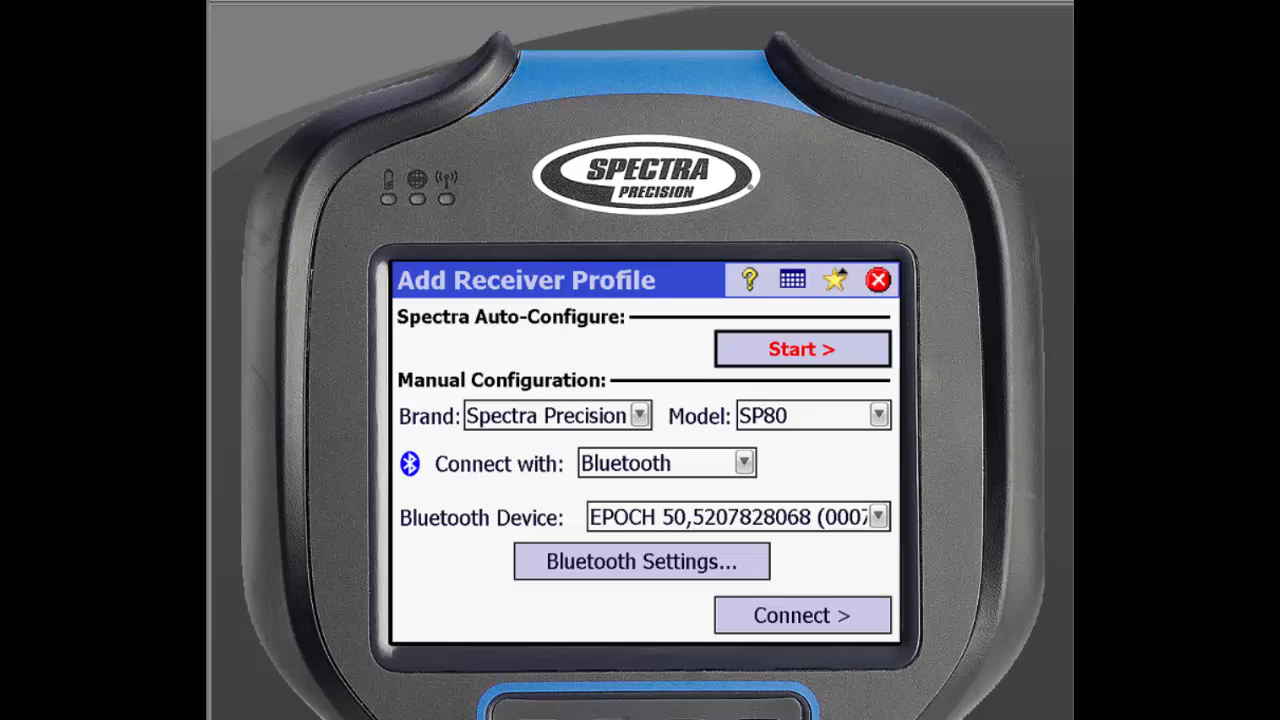 SPECTRA
PRECISION
Add Receiver Profile
Spectra Auto-Configure:
Start >
Manual Configuration:
Brand: Spectra Precision Model: SP80
Connect with: Bluetooth
Bluetooth Device: EPOCH 50,5207828068 (0007
Bluetooth Settings...
Connect >